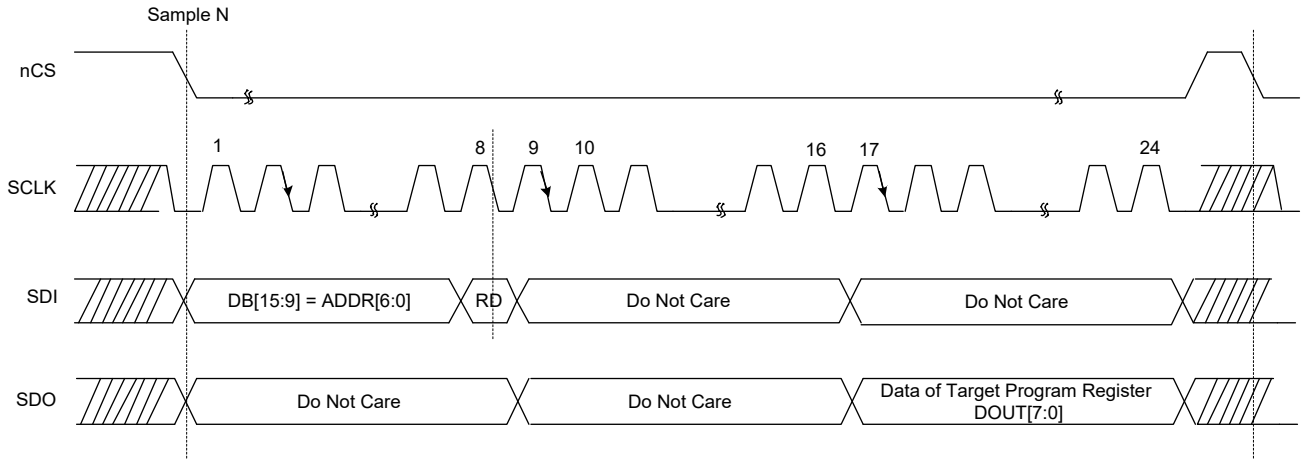 Sample N
nCS
1
8
9
10
16
17
24
SCLK
SDI
DB[15:9] = ADDR[6:0]
RD
Do Not Care
Do Not Care
SDO
Do Not Care
Do Not Care
Data of Target Program Register
DOUT[7:0]